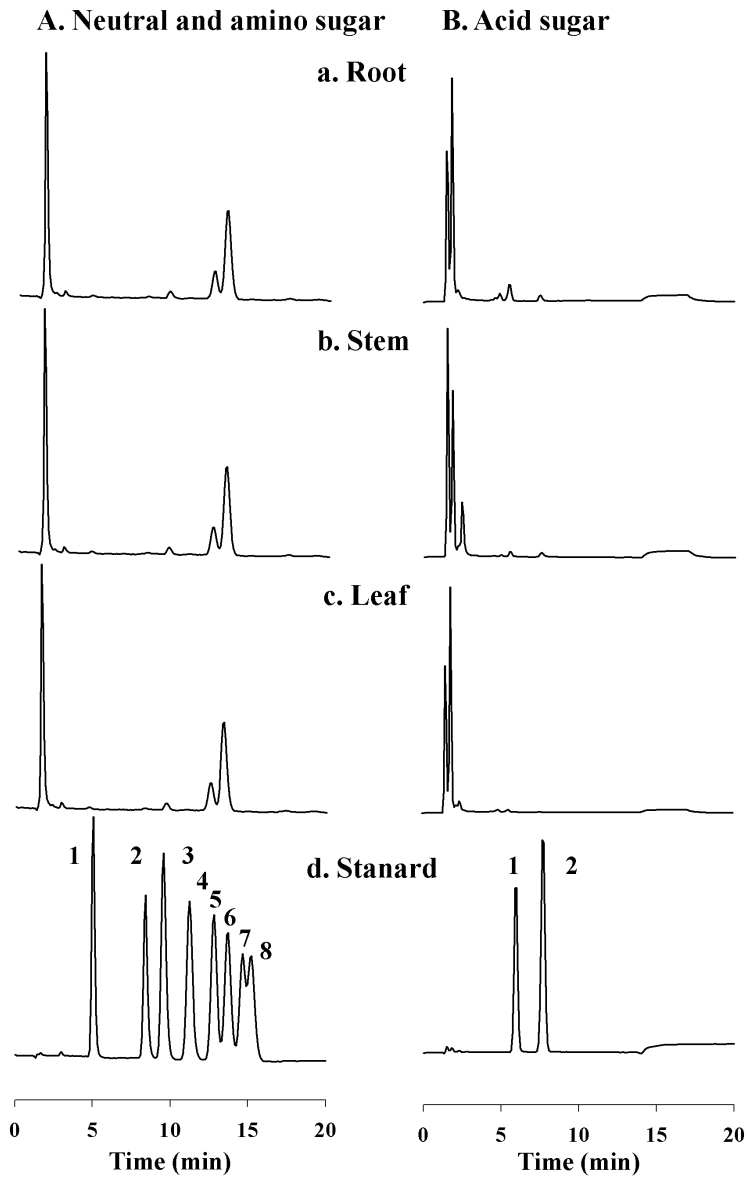 A. Neutral and amino sugar
B. Acid sugar
a. Root
b. Stem
c. Leaf
d. Stanard
1
2
3
4
5
6
7
8
1
2
0 5 10 15 20
0 5 10 15 20
Time (min)
Time (min)